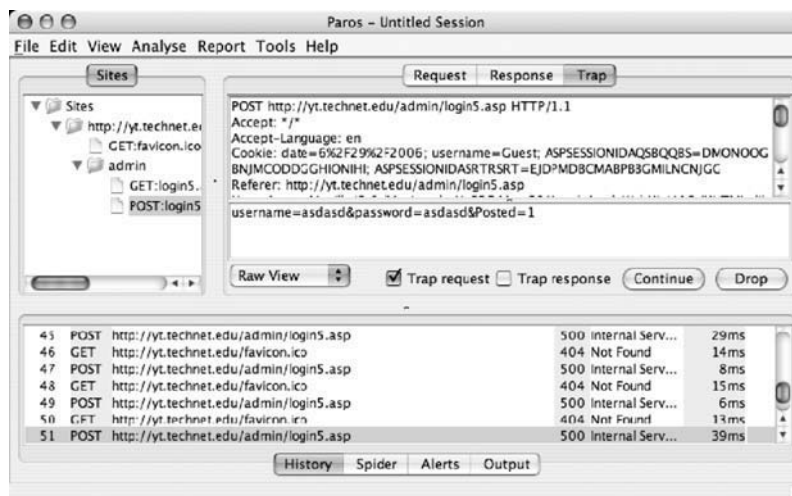 Paros – Untitled Session
File Edit View Analyse Report Tools Help
Sites
Request Response Trap
Sites
http://yt.technet.e
GET:favicon.ico
admin
GET:login5.
POST:login5
POST http://yt.technet.edu/admin/login5.asp HTTP/1.1
Accept: */*
Accept-Language: en
Cookie: date=6%2F29%2F2006; username=Guest;
Referer: http://yt.technet.edu/admin/login5.asp
username=asdasd&password=asdasd&Posted=1
Raw View Trap request Trap response Continue Drop
45 POST http://yt.technet.edu/admin/login5.asp 500 Internal Serv... 29ms
46 GET http://yt.technet.edu/favicon.ico 404 Not Found 14ms
47 POST http://yt.technet.edu/admin/login5.asp 500 Internal Serv... 8ms
48 GET http://yt.technet.edu/favicon.ico 404 Not Found 15ms
49 POST http://yt.technet.edu/admin/login5.asp 500 Internal Serv... 6ms
50 GET http://yt.technet.edu/favicon.ico 404 Not Found 13ms
51 POST http://yt.technet.edu/admin/login5.asp 500 Internal Serv... 39ms
History Spider Alerts Output